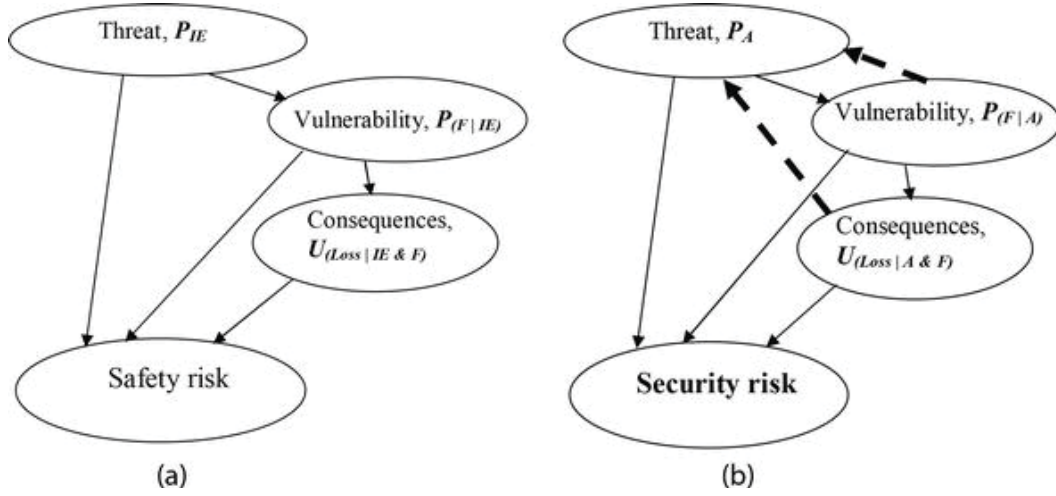 Threat, P_IE
Vulnerability, P_(F | IE)
Consequences,
U_(Loss | IE & F)
Safety risk
(a)
Threat, P_A
Vulnerability, P_(F | A)
Consequences,
U_(Loss | A & F)
Security risk
(b)